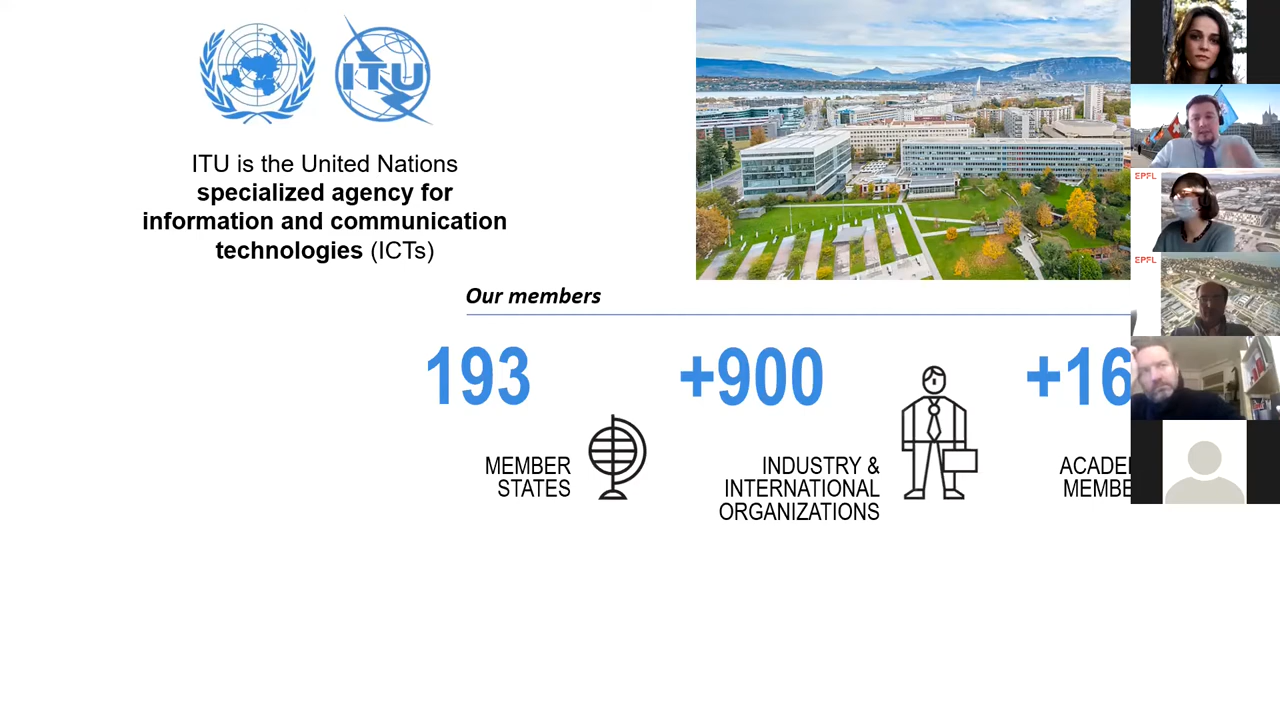 ITU
ITU is the United Nations
specialized agency for
information and communication
technologies (ICTs)
EPFL
EPFL
Our members
193
+900
MEMBER
STATES
INDUSTRY &
INTERNATIONAL
ORGANIZATIONS